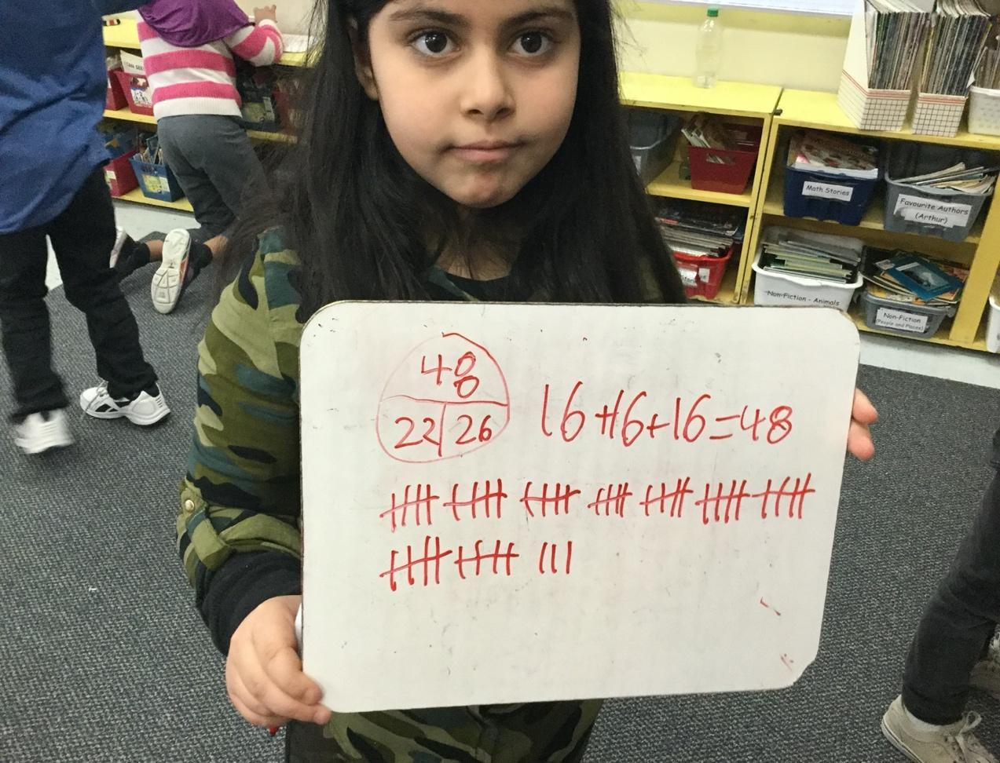 48
22 26
16+16+16=48
Math Stories
Favourite Authors
(Arthur)
Non-Fiction - Animals
Non-Fiction
(People and Places)